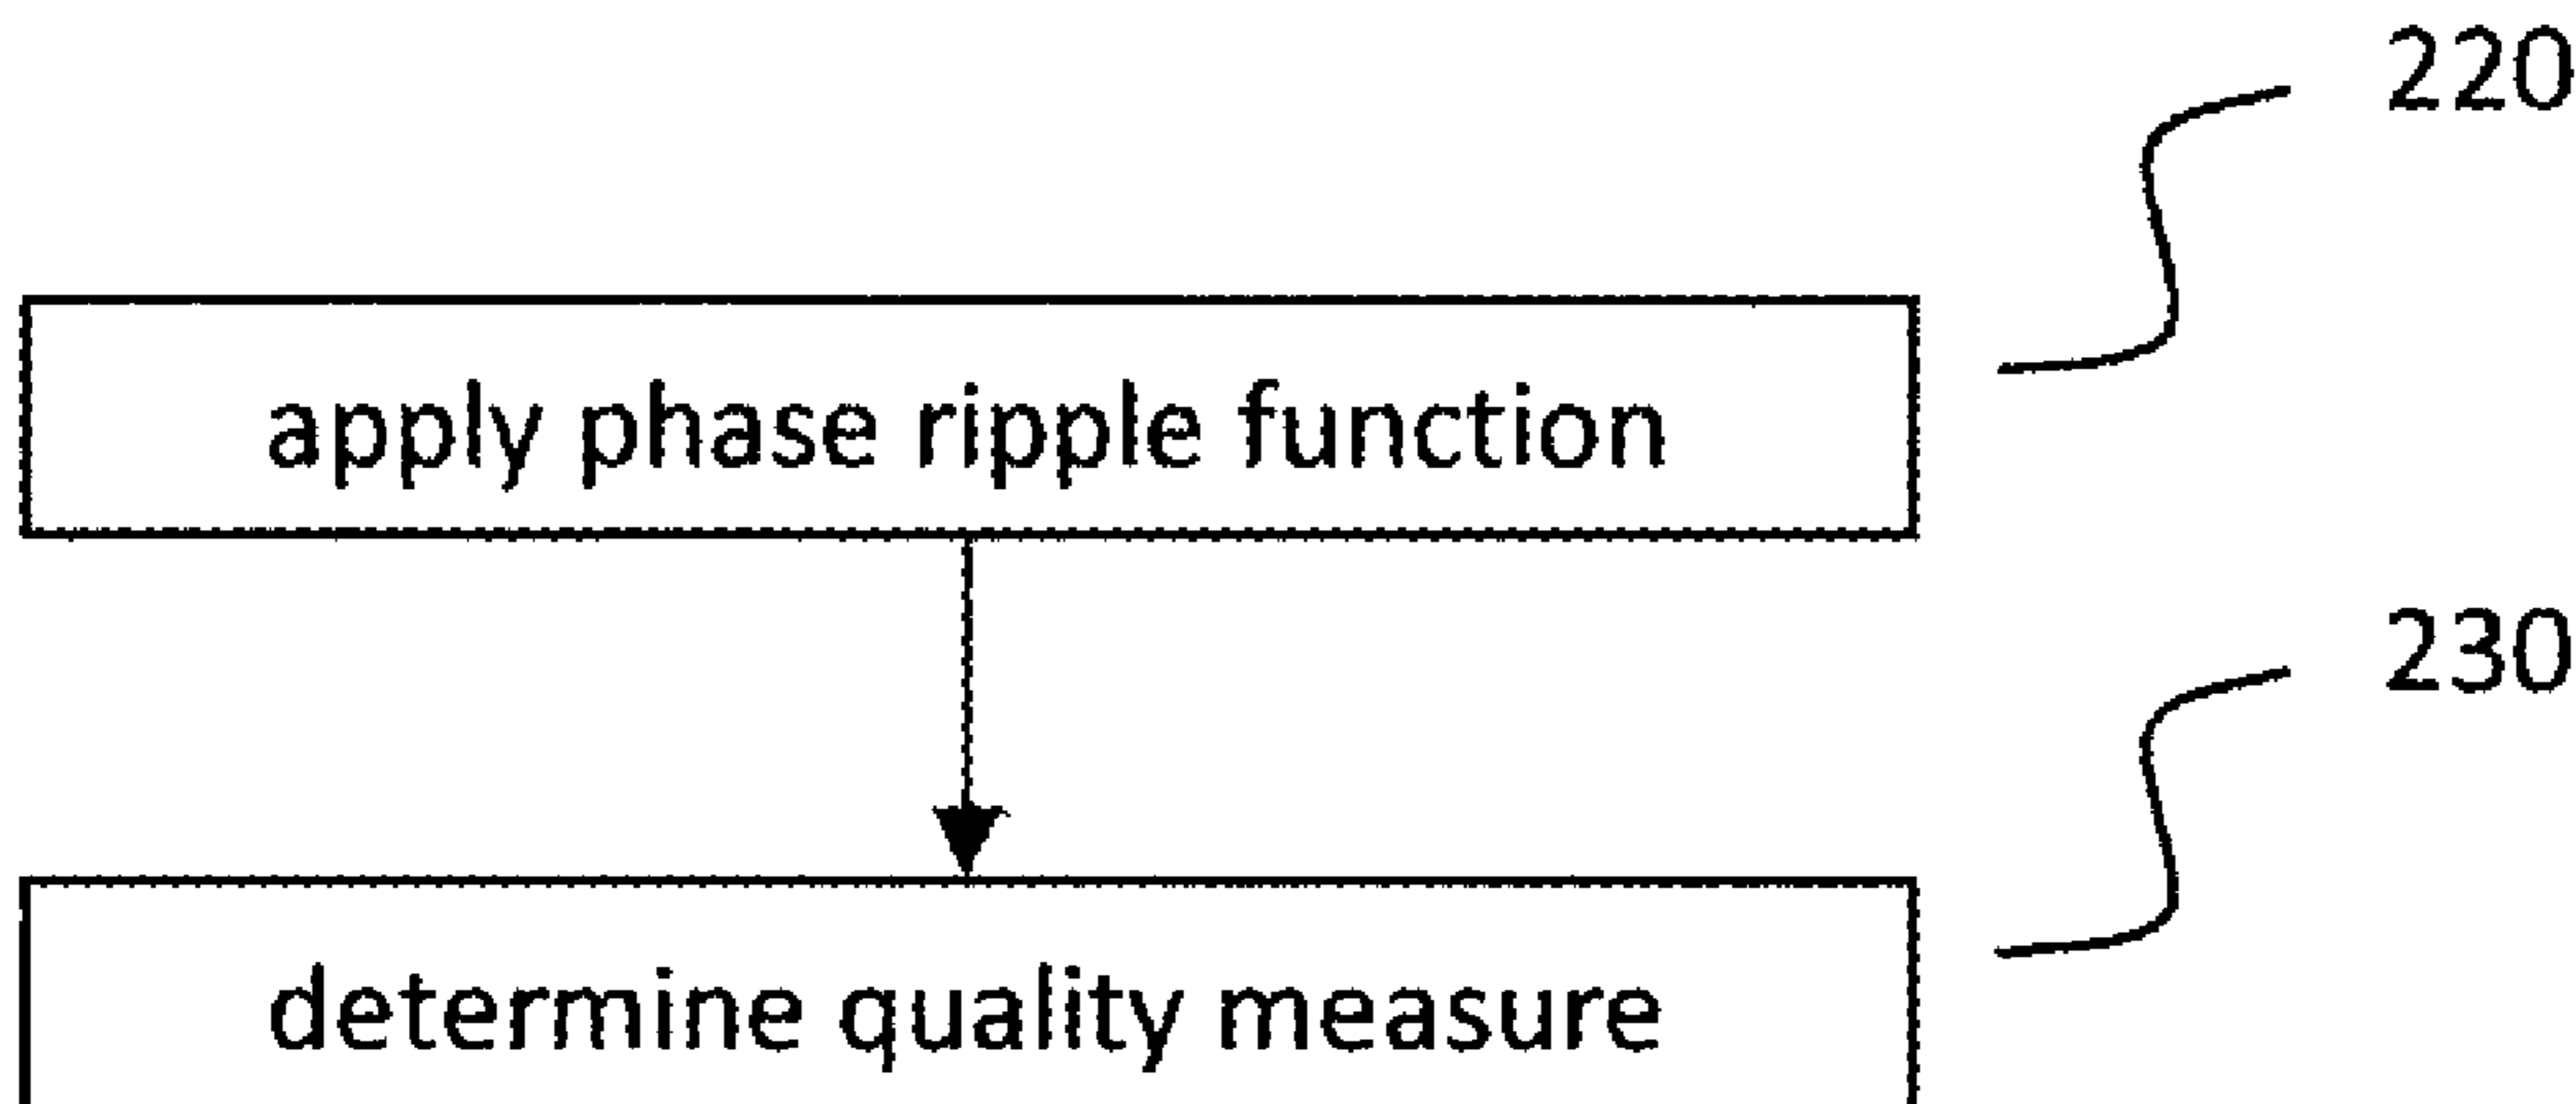 220
apply phase ripple function
230
determine quality measure